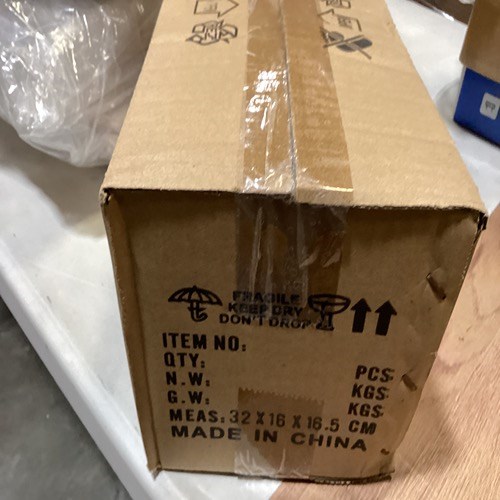 FRAGILE
KEEP DRY
DON'T DROP
ITEM NO:
QTY: PCS:
N.W: KGS:
G.W: KGS:
MEAS: 32 X 16 X 16.5 CM
MADE IN CHINA